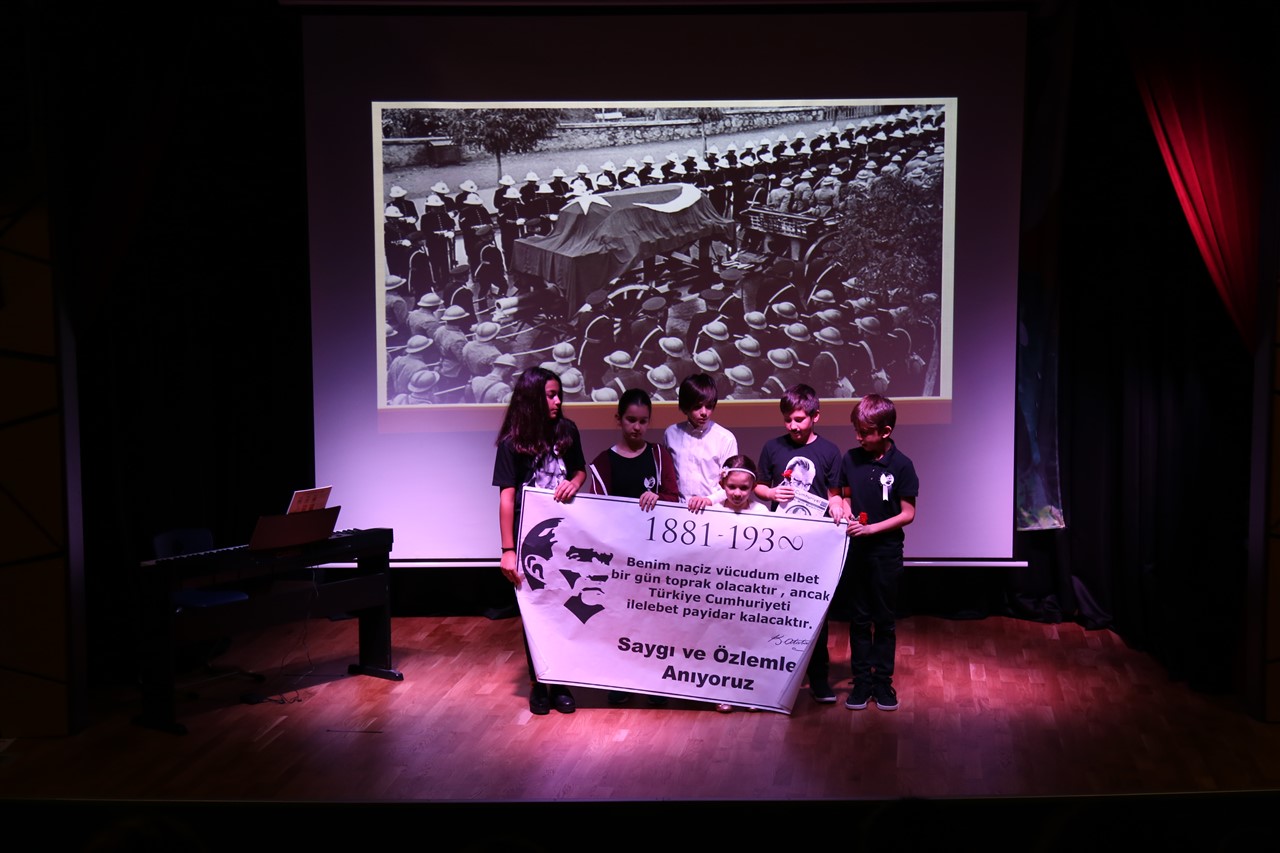 1881-193∞
Benim naçiz vücudum elbet
bir gün toprak olacaktır , ancak
Türkiye Cumhuriyeti
ilelebet payidar kalacaktır.
Saygı ve Özlemle
Anıyoruz